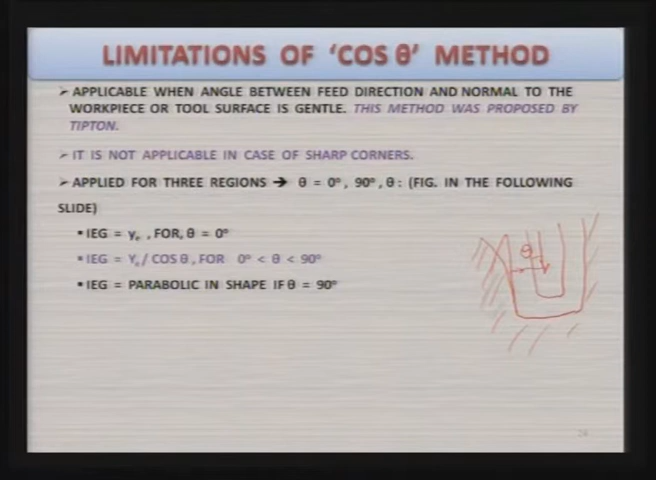 LIMITATIONS OF ‘COS θ’ METHOD
➢ APPLICABLE WHEN ANGLE BETWEEN FEED DIRECTION AND NORMAL TO THE
WORKPIECE OR TOOL SURFACE IS GENTLE. THIS METHOD WAS PROPOSED BY
TIPTON.
➢ IT IS NOT APPLICABLE IN CASE OF SHARP CORNERS.
➢ APPLIED FOR THREE REGIONS ➔ θ = 0°, 90°, θ: (FIG. IN THE FOLLOWING
SLIDE)
▪ IEG = ye , FOR, θ = 0°
▪ IEG = Ye/ COS θ, FOR 0° < θ < 90°
▪ IEG = PARABOLIC IN SHAPE IF θ = 90°
θ